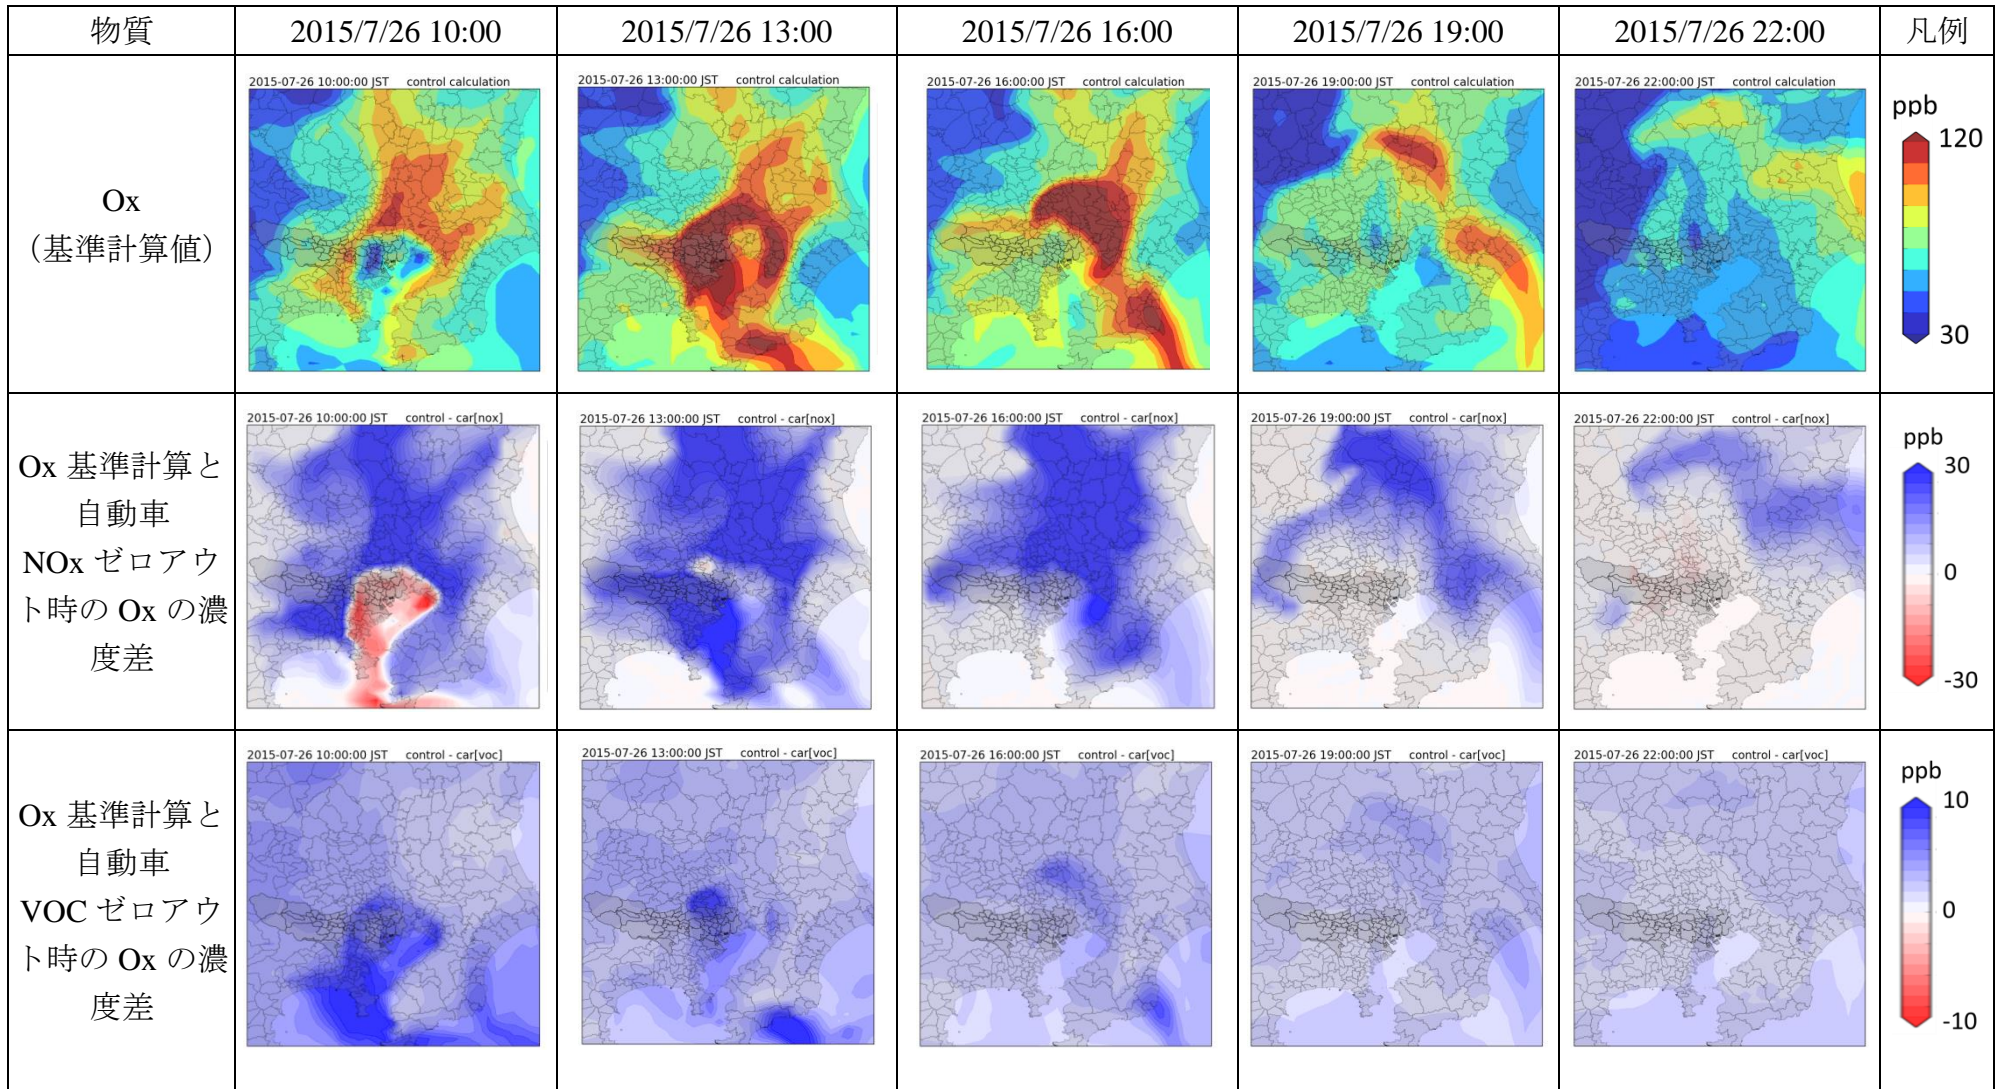 物質
2015/7/26 10:00
2015/7/26 13:00
2015/7/26 16:00
2015/7/26 19:00
2015/7/26 22:00
凡例
Ox
（基準計算値）
2015-07-26 10:00:00 JST control calculation
2015-07-26 13:00:00 JST control calculation
2015-07-26 16:00:00 JST control calculation
2015-07-26 19:00:00 JST control calculation
2015-07-26 22:00:00 JST control calculation
ppb
120
30
Ox 基準計算と
自動車
NOx ゼロアウ
ト時の Ox の濃
度差
2015-07-26 10:00:00 JST control - car[nox]
2015-07-26 13:00:00 JST control - car[nox]
2015-07-26 16:00:00 JST control - car[nox]
2015-07-26 19:00:00 JST control - car[nox]
2015-07-26 22:00:00 JST control - car[nox]
ppb
30
0
-30
Ox 基準計算と
自動車
VOC ゼロアウ
ト時の Ox の濃
度差
2015-07-26 10:00:00 JST control - car[voc]
2015-07-26 13:00:00 JST control - car[voc]
2015-07-26 16:00:00 JST control - car[voc]
2015-07-26 19:00:00 JST control - car[voc]
2015-07-26 22:00:00 JST control - car[voc]
ppb
10
0
-10